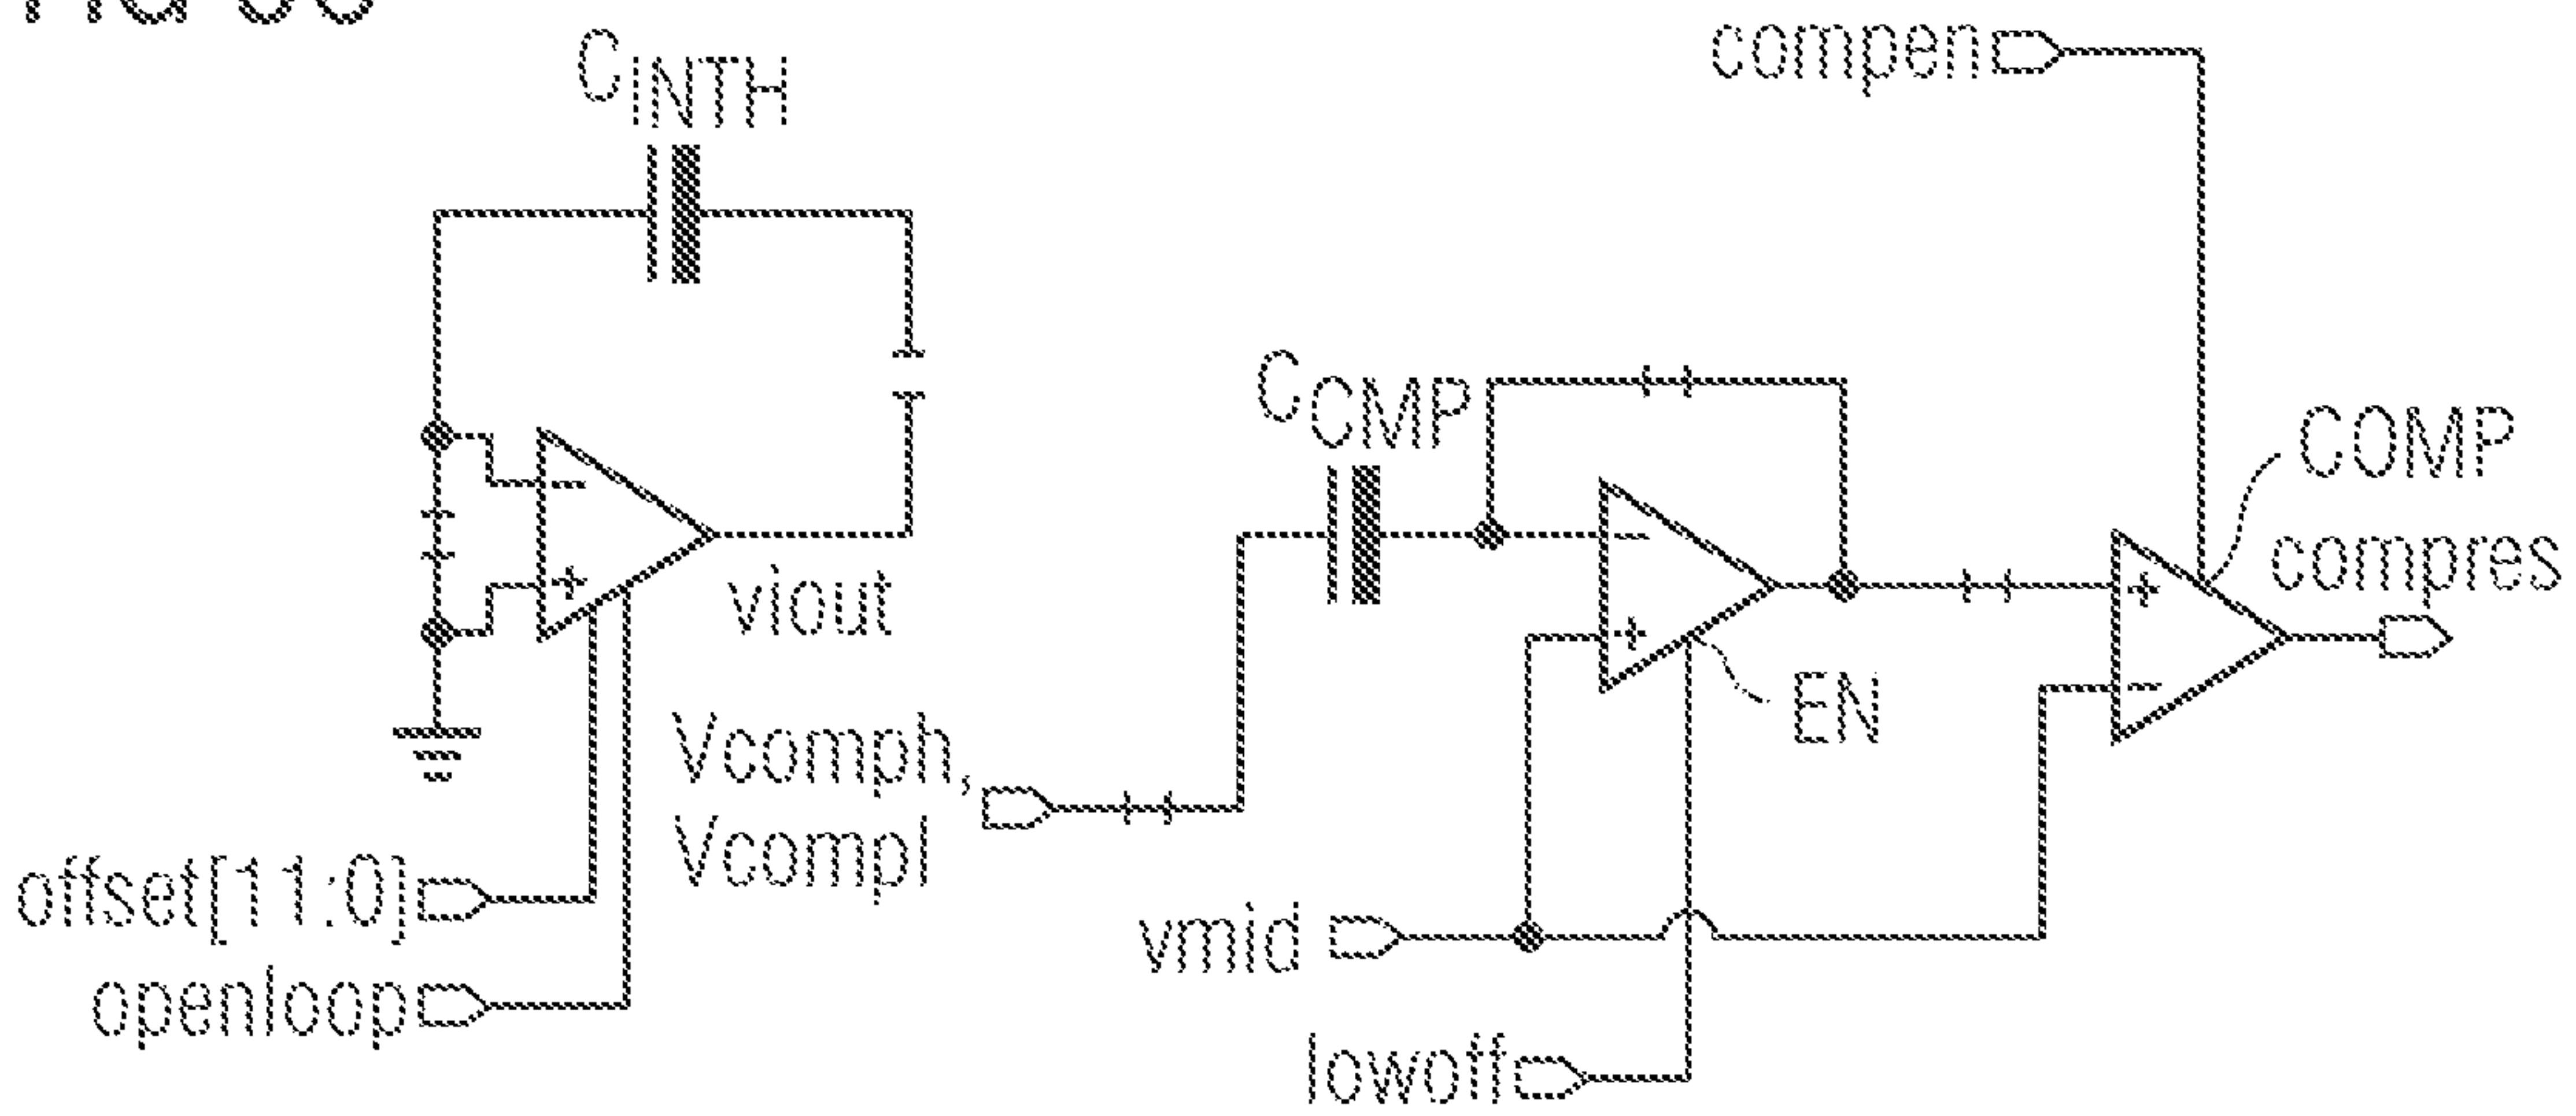 C_INTH
compen
C_CMP
COMP
compres
viout
EN
Vcomph,
Vcompl
offset[11:0]
vmid
openloop
lowoff